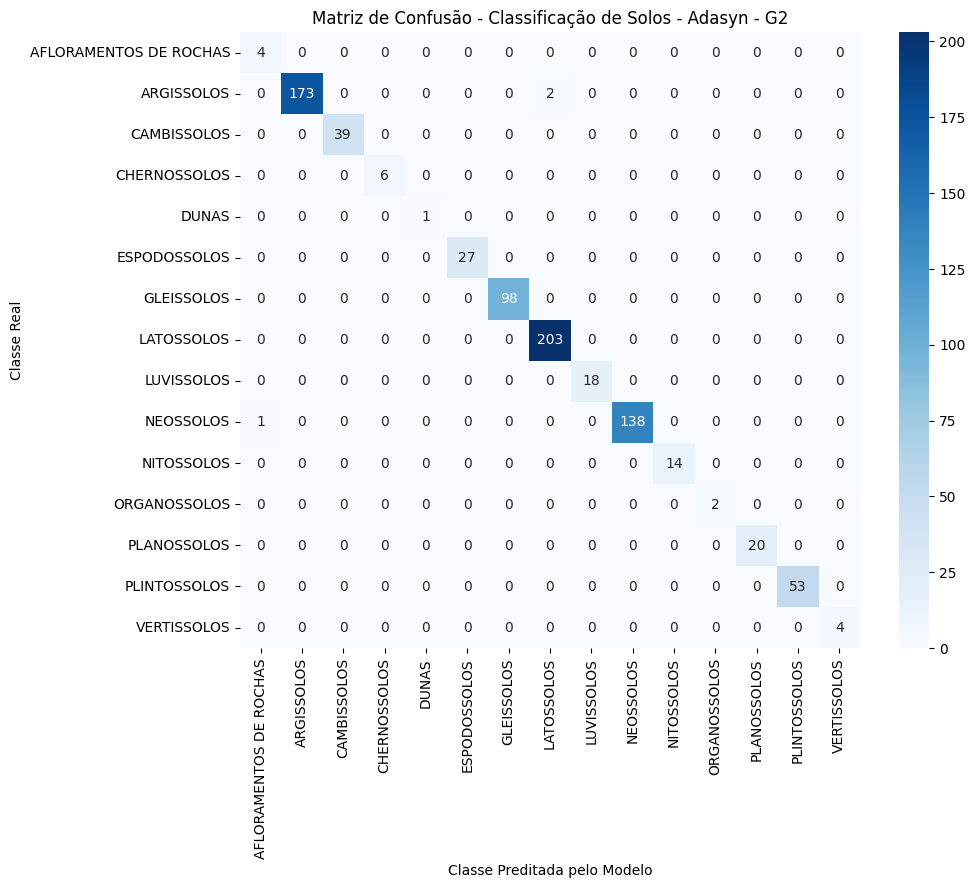 Matriz de Confusão - Classificação de Solos - Adasyn - G2
Classe Real
AFLORAMENTOS DE ROCHAS 4 0 0 0 0 0 0 0 0 0 0 0 0 0 0
ARGISSOLOS 0 173 0 0 0 0 0 2 0 0 0 0 0 0 0
CAMBISSOLOS 0 0 39 0 0 0 0 0 0 0 0 0 0 0 0
CHERNOSSOLOS 0 0 0 6 0 0 0 0 0 0 0 0 0 0 0
DUNAS 0 0 0 0 1 0 0 0 0 0 0 0 0 0 0
ESPODOSSOLOS 0 0 0 0 0 27 0 0 0 0 0 0 0 0 0
GLEISSOLOS 0 0 0 0 0 0 98 0 0 0 0 0 0 0 0
LATOSSOLOS 0 0 0 0 0 0 0 203 0 0 0 0 0 0 0
LUVISSOLOS 0 0 0 0 0 0 0 0 18 0 0 0 0 0 0
NEOSSOLOS 1 0 0 0 0 0 0 0 0 138 0 0 0 0 0
NITOSSOLOS 0 0 0 0 0 0 0 0 0 0 14 0 0 0 0
ORGANOSSOLOS 0 0 0 0 0 0 0 0 0 0 0 2 0 0 0
PLANOSSOLOS 0 0 0 0 0 0 0 0 0 0 0 0 20 0 0
PLINTOSSOLOS 0 0 0 0 0 0 0 0 0 0 0 0 0 53 0
VERTISSOLOS 0 0 0 0 0 0 0 0 0 0 0 0 0 0 4
AFLORAMENTOS DE ROCHAS
ARGISSOLOS
CAMBISSOLOS
CHERNOSSOLOS
DUNAS
ESPODOSSOLOS
GLEISSOLOS
LATOSSOLOS
LUVISSOLOS
NEOSSOLOS
NITOSSOLOS
ORGANOSSOLOS
PLANOSSOLOS
PLINTOSSOLOS
VERTISSOLOS
Classe Preditada pelo Modelo
200
175
150
125
100
75
50
25
0